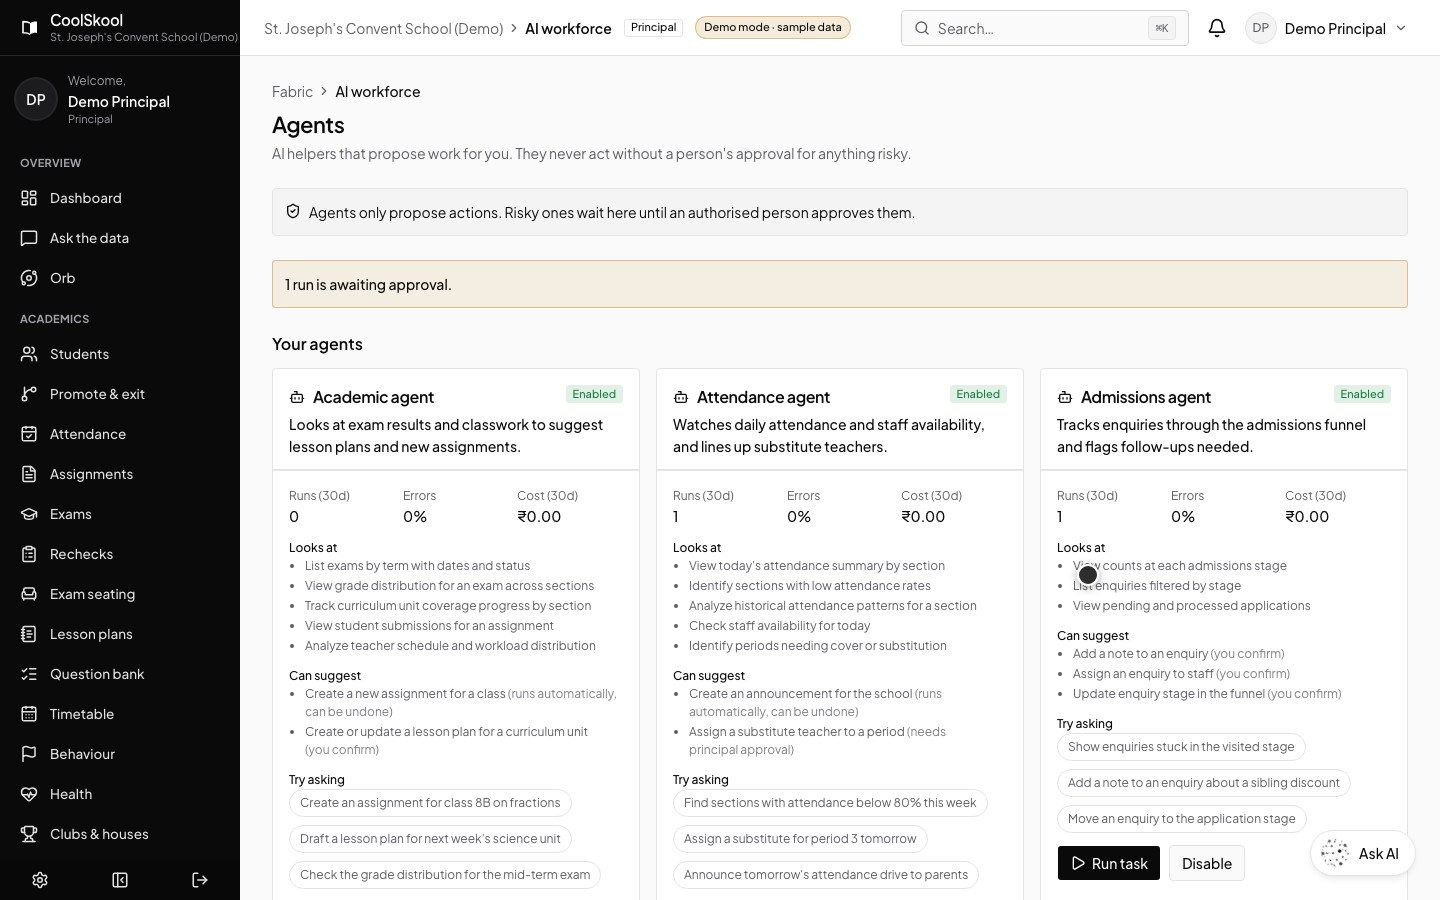 CoolSkool
St. Joseph's Convent School (Demo)
DP
Welcome,
Demo Principal
Principal
OVERVIEW
Dashboard
Ask the data
Orb
ACADEMICS
Students
Promote & exit
Attendance
Assignments
Exams
Rechecks
Exam seating
Lesson plans
Question bank
Timetable
Behaviour
Health
Clubs & houses
St. Joseph's Convent School (Demo) > AI workforce Principal Demo mode · sample data
Search... ⌘K
DP Demo Principal
Fabric > AI workforce
Agents
AI helpers that propose work for you. They never act without a person's approval for anything risky.
Agents only propose actions. Risky ones wait here until an authorised person approves them.
1 run is awaiting approval.
Your agents
Academic agent Enabled
Looks at exam results and classwork to suggest
lesson plans and new assignments.
Runs (30d) Errors Cost (30d)
0 0% ₹0.00
Looks at
• List exams by term with dates and status
• View grade distribution for an exam across sections
• Track curriculum unit coverage progress by section
• View student submissions for an assignment
• Analyze teacher schedule and workload distribution
Can suggest
• Create a new assignment for a class (runs automatically,
can be undone)
• Create or update a lesson plan for a curriculum unit
(you confirm)
Try asking
Create an assignment for class 8B on fractions
Draft a lesson plan for next week's science unit
Check the grade distribution for the mid-term exam
Attendance agent Enabled
Watches daily attendance and staff availability,
and lines up substitute teachers.
Runs (30d) Errors Cost (30d)
1 0% ₹0.00
Looks at
• View today's attendance summary by section
• Identify sections with low attendance rates
• Analyze historical attendance patterns for a section
• Check staff availability for today
• Identify periods needing cover or substitution
Can suggest
• Create an announcement for the school (runs
automatically, can be undone)
• Assign a substitute teacher to a period (needs
principal approval)
Try asking
Find sections with attendance below 80% this week
Assign a substitute for period 3 tomorrow
Announce tomorrow's attendance drive to parents
Admissions agent Enabled
Tracks enquiries through the admissions funnel
and flags follow-ups needed.
Runs (30d) Errors Cost (30d)
1 0% ₹0.00
Looks at
• View counts at each admissions stage
• List enquiries filtered by stage
• View pending and processed applications
Can suggest
• Add a note to an enquiry (you confirm)
• Assign an enquiry to staff (you confirm)
• Update enquiry stage in the funnel (you confirm)
Try asking
Show enquiries stuck in the visited stage
Add a note to an enquiry about a sibling discount
Move an enquiry to the application stage
Run task Disable
Ask AI